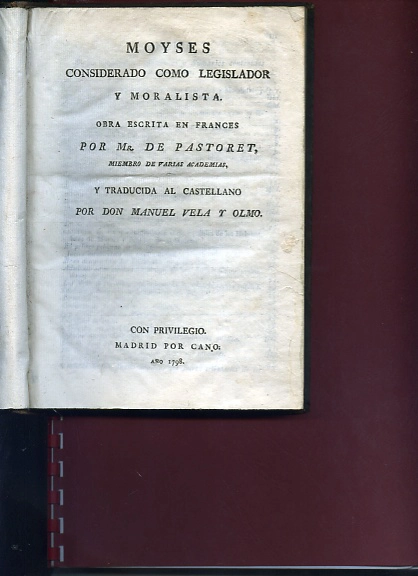 MOYSES
CONSIDERADO COMO LEGISLADOR
Y MORALISTA.
OBRA ESCRITA EN FRANCES
POR MR. DE PASTORET,
MIEMBRO DE VARIAS ACADEMIAS,
Y TRADUCIDA AL CASTELLANO
POR DON MANUEL VELA Y OLMO.
CON PRIVILEGIO.
MADRID POR CANO:
AÑO 1798.